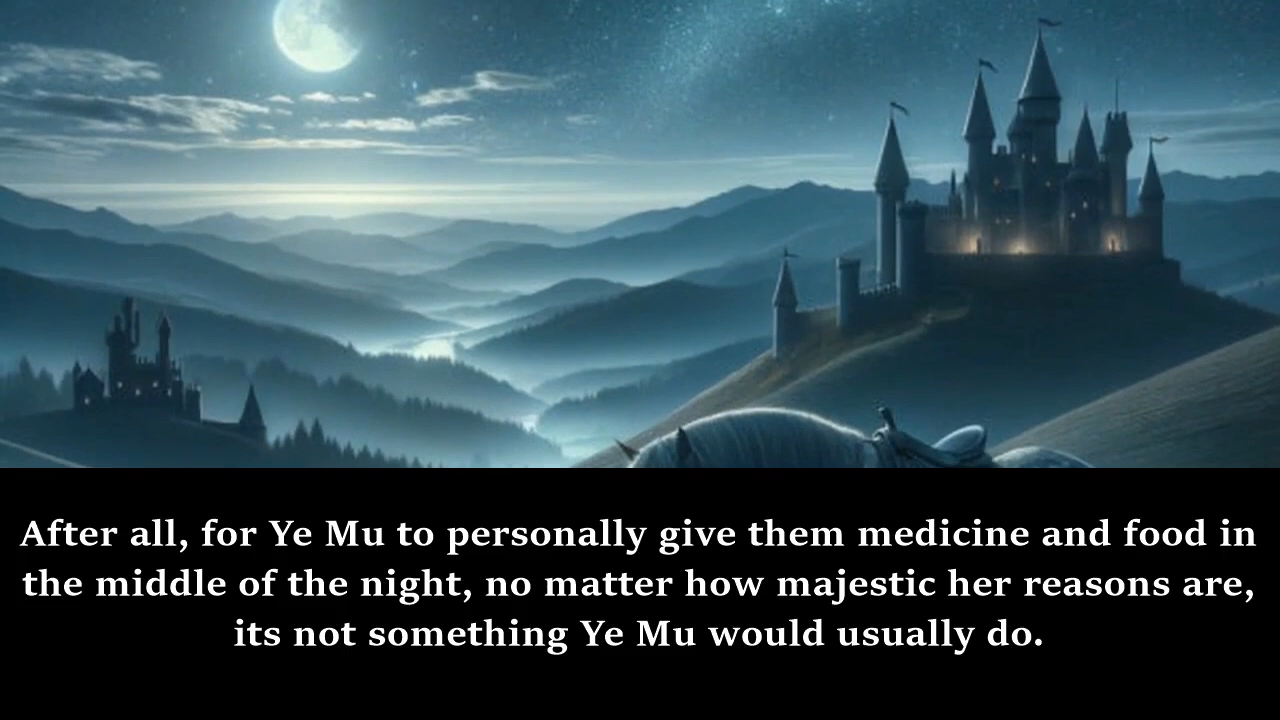 After all, for Ye Mu to personally give them medicine and food in
the middle of the night, no matter how majestic her reasons are,
its not something Ye Mu would usually do.